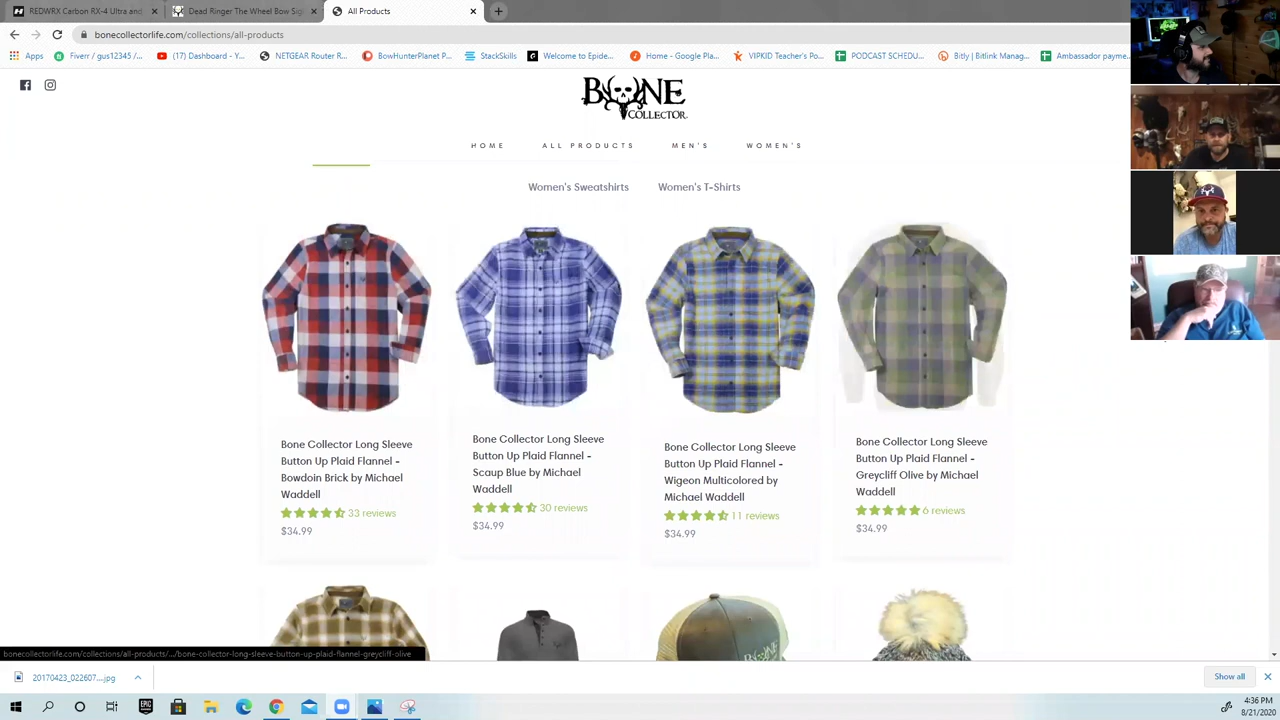 REDWRX Carbon RX-4 Ultra and
Dead Ringer The Wheel Bow Sig
All Products
bonecollectorlife.com/collections/all-products
Apps
Fiverr / gus12345 /...
(17) Dashboard - Y...
NETGEAR Router R...
BowHunterPlanet P...
StackSkills
Welcome to Epide...
Home - Google Pla...
VIPKID Teacher's Po...
PODCAST SCHEDU...
Bitly | Bitlink Manag...
Ambassador payme...
BONE
COLLECTOR
HOME
ALL PRODUCTS
MEN'S
WOMEN'S
Women's Sweatshirts
Women's T-Shirts
Bone Collector Long Sleeve
Button Up Plaid Flannel -
Bowdoin Brick by Michael
Waddell
33 reviews
$34.99
Bone Collector Long Sleeve
Button Up Plaid Flannel -
Scaup Blue by Michael
Waddell
30 reviews
$34.99
Bone Collector Long Sleeve
Button Up Plaid Flannel -
Wigeon Multicolored by
Michael Waddell
11 reviews
$34.99
Bone Collector Long Sleeve
Button Up Plaid Flannel -
Greycliff Olive by Michael
Waddell
6 reviews
$34.99
bonecollectorlife.com/collections/all-products/.../bone-collector-long-sleeve-button-up-plaid-flannel-greycliff-olive
20170423_022607....jpg
Show all
4:36 PM
8/21/2020